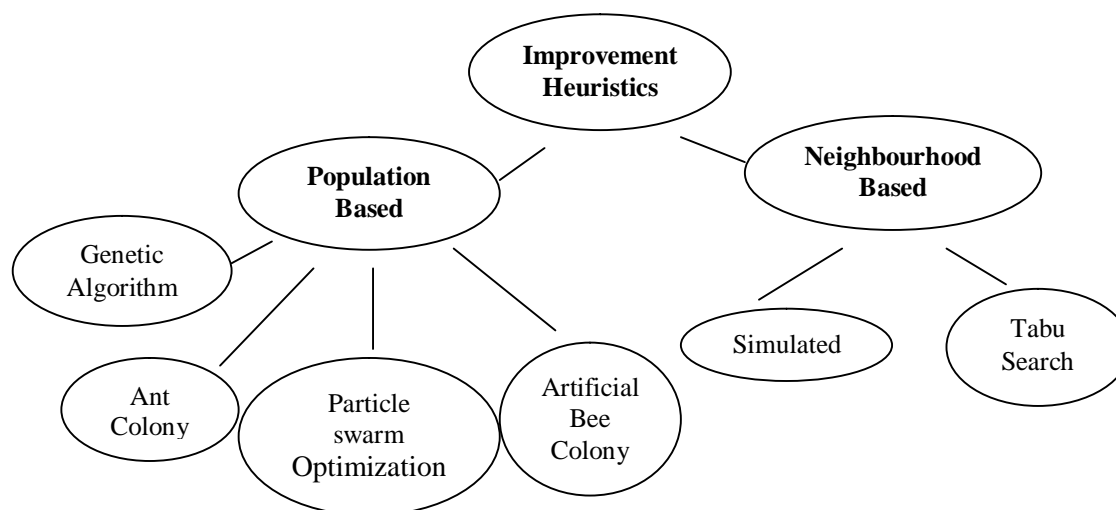 Improvement
Heuristics
Population
Based
Neighbourhood
Based
Genetic
Algorithm
Ant
Colony
Particle
swarm
Optimization
Artificial
Bee
Colony
Simulated
Tabu
Search